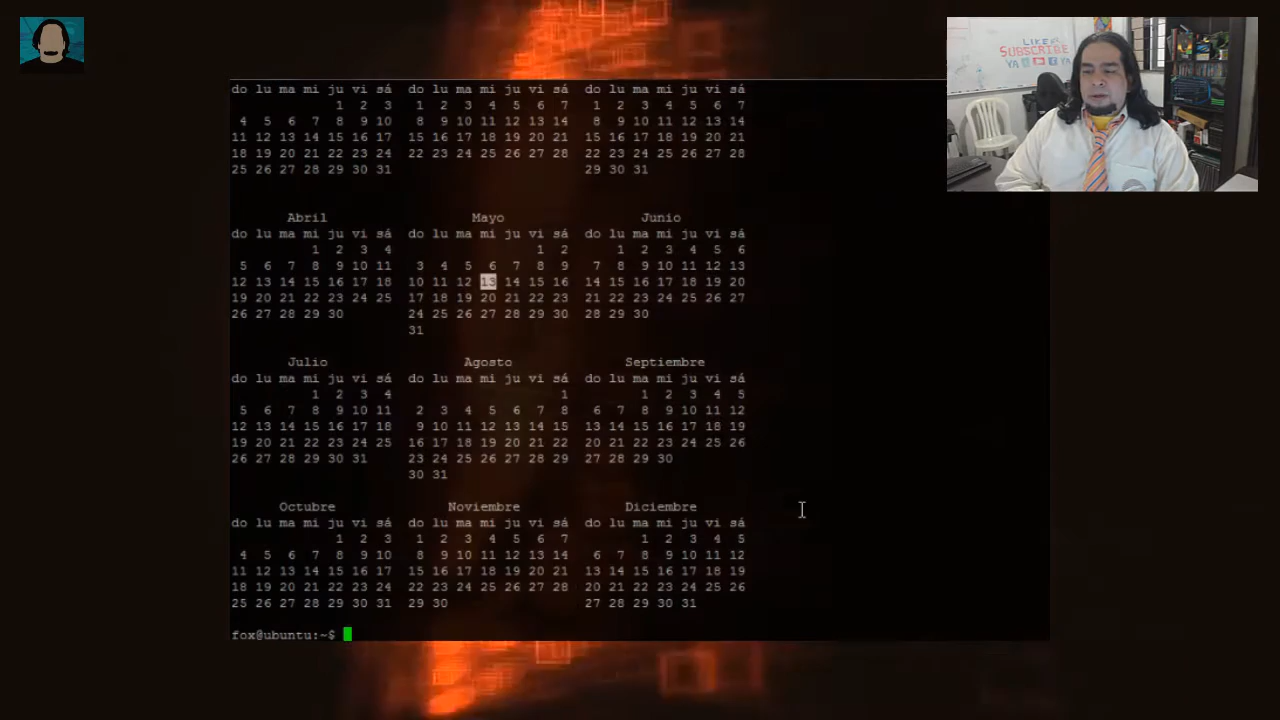 LIKE
SUBSCRIBE
YA YA
do lu ma mi ju vi sá do lu ma mi ju vi sá do lu ma mi ju vi sá
1 2 3 1 2 3 4 5 6 7 1 2 3 4 5 6 7
4 5 6 7 8 9 10 8 9 10 11 12 13 14 8 9 10 11 12 13 14
11 12 13 14 15 16 17 15 16 17 18 19 20 21 15 16 17 18 19 20 21
18 19 20 21 22 23 24 22 23 24 25 26 27 28 22 23 24 25 26 27 28
25 26 27 28 29 30 31 29 30 31
Abril Mayo Junio
do lu ma mi ju vi sá do lu ma mi ju vi sá do lu ma mi ju vi sá
1 2 3 4 1 2 1 2 3 4 5 6
5 6 7 8 9 10 11 3 4 5 6 7 8 9 7 8 9 10 11 12 13
12 13 14 15 16 17 18 10 11 12 13 14 15 16 14 15 16 17 18 19 20
19 20 21 22 23 24 25 17 18 19 20 21 22 23 21 22 23 24 25 26 27
26 27 28 29 30 24 25 26 27 28 29 30 28 29 30
31
Julio Agosto Septiembre
do lu ma mi ju vi sá do lu ma mi ju vi sá do lu ma mi ju vi sá
1 2 3 4 1 1 2 3 4 5
5 6 7 8 9 10 11 2 3 4 5 6 7 8 6 7 8 9 10 11 12
12 13 14 15 16 17 18 9 10 11 12 13 14 15 13 14 15 16 17 18 19
19 20 21 22 23 24 25 16 17 18 19 20 21 22 20 21 22 23 24 25 26
26 27 28 29 30 31 23 24 25 26 27 28 29 27 28 29 30
30 31
Octubre Noviembre Diciembre
do lu ma mi ju vi sá do lu ma mi ju vi sá do lu ma mi ju vi sá
1 2 3 1 2 3 4 5 6 7 1 2 3 4 5
4 5 6 7 8 9 10 8 9 10 11 12 13 14 6 7 8 9 10 11 12
11 12 13 14 15 16 17 15 16 17 18 19 20 21 13 14 15 16 17 18 19
18 19 20 21 22 23 24 22 23 24 25 26 27 28 20 21 22 23 24 25 26
25 26 27 28 29 30 31 29 30 27 28 29 30 31
fox@ubuntu:~$